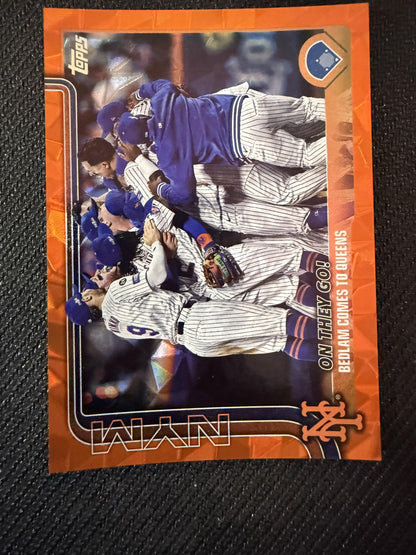 Topps
NYM
ON THEY GO!
BEDLAM COMES TO QUEENS
NY